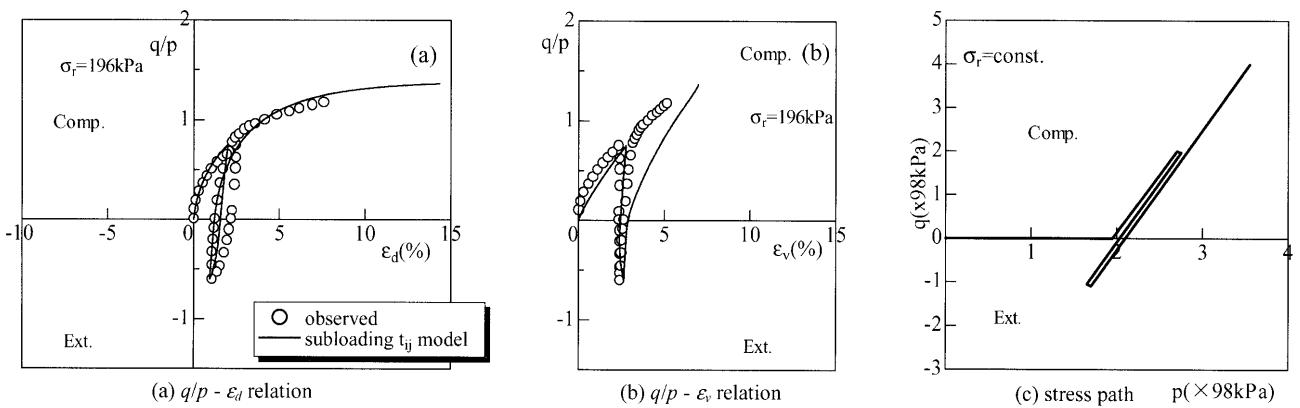 2
q/p
(a)
σr=196kPa
1
Comp.
-10
-5
0
5
10
15
εd(%)
-1
Ext.
observed
subloading tij model
(a) q/p - εd relation
2
q/p
(b)
Comp.
1
σr=196kPa
0
5
10
15
εv(%)
-1
Ext.
(b) q/p - εv relation
5
σr=const.
4
3
Comp.
2
q(x98kPa)
1
0
1
2
3
4
-1
Ext.
-2
-3
(c) stress path
p(×98kPa)